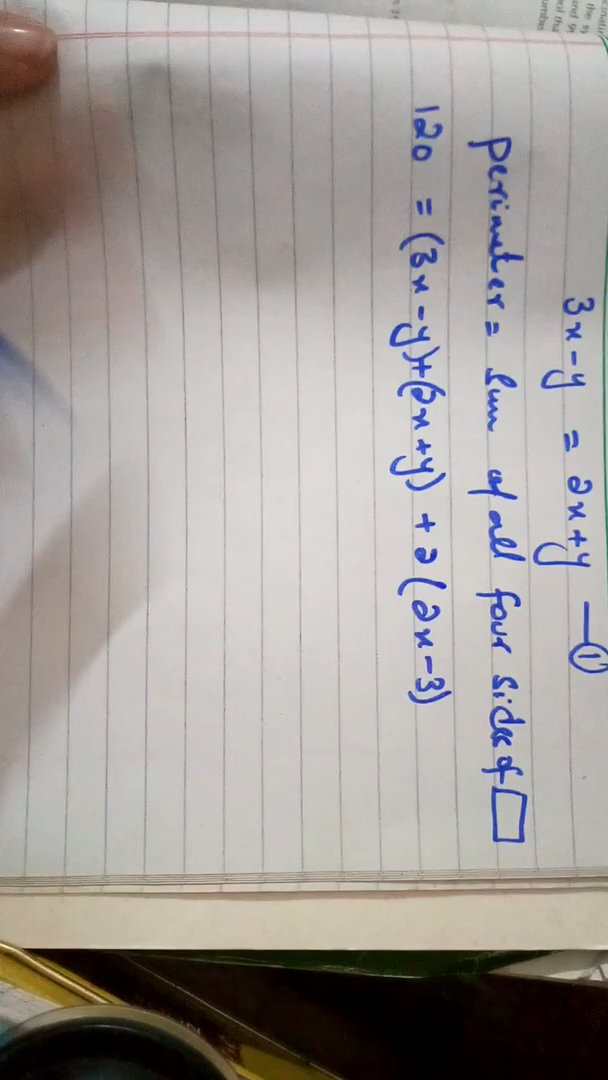 3x-y = 2x+y —①
perimeter = sum of all four sides of □
120 = (3x-y)+(2x+y) + 2(2x-3)